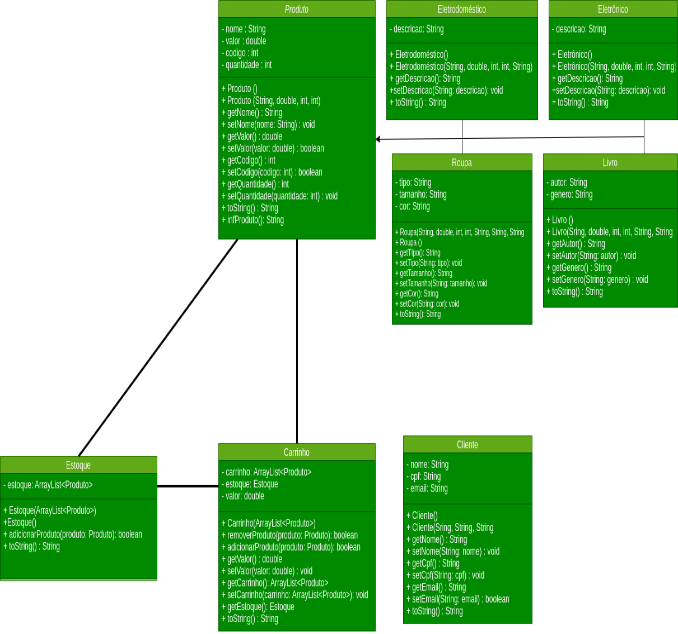 Produto
- nome : String
- valor : double
- codigo : int
- quantidade : int
+ Produto ()
+ Produto (String, double, int, int)
+ getNome() : String
+ setNome(nome: String) : void
+ getValor() : double
+ setValor(valor: double) : boolean
+ getCodigo() : int
+ setCodigo(codigo: int) : boolean
+ getQuantidade() : int
+ setQuantidade(quantidade: int) : void
+ toString() : String
+ infProduto(): String
Eletrodoméstico
- descricao: String
+ Eletrodoméstico()
+ Eletrodoméstico(String, double, int, int, String)
+ getDescricao(): String
+setDescricao(String: descricao): void
+ toString() : String
Eletrônico
- descricao: String
+ Eletrônico()
+ Eletrônico(String, double, int, int, String)
+ getDescricao(): String
+setDescricao(String: descricao): void
+ toString() : String
Roupa
- tipo: String
- tamanho: String
- cor: String
+ Roupa(String, double, int, int, String, String, String
+ Roupa ()
+ getTIpo(): String
+ setTipo(String: tipo): void
+ getTamanho(): String
+ setTamanho(String: tamanho): void
+ getCor(): String
+ setCor(String: cor): void
+ toString(): String
Livro
- autor: String
- genero: String
+ Livro ()
+ Livro(Sring, double, int, int, String, String
+ getAutor() : String
+ setAutor(String: autor) : void
+ getGenero() : String
+ setGenero(String: genero) : void
+ toString() : String
Estoque
- estoque: ArrayList<Produto>
+ Estoque(ArrayList<Produto>)
+Estoque()
+ adicionarProduto(produto: Produto): boolean
+ toString() : String
Carrinho
- carrinho: ArrayList<Produto>
- estoque: Estoque
- valor: double
+ Carrinho(ArrayList<Produto>)
+ removerProduto(produto: Produto): boolean
+ adicionarProduto(produto: Produto): boolean
+ getValor() : double
+ setValor(valor: double) : void
+ getCarrinho(): ArrayList<Produto>
+ setCarrinho(carrinho: ArrayList<Produto>): void
+ getEstoque(): Estoque
+ toString() : String
Cliente
- nome: String
- cpf: String
- email: String
+ Cliente()
+ Cliente(Sring, String, String
+ getNome() : String
+ setNome(String: nome) : void
+ getCpf() : String
+ setCpf(String: cpf) : void
+ getEmail() : String
+ setEmail(String: email) : boolean
+ toString() : String